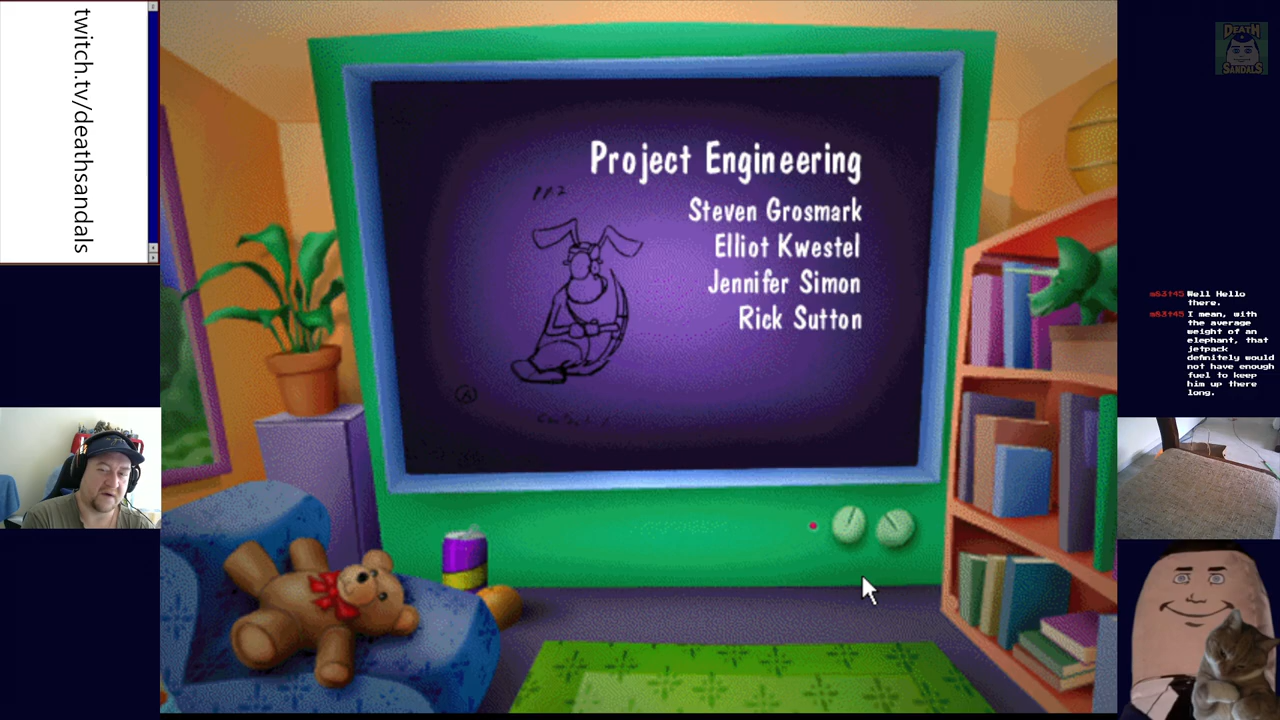 twitch.tv/deathsandals
Project Engineering
Steven Grosmark
Elliot Kwestel
Jennifer Simon
Rick Sutton
DEATH
SANDALS
m63f45 Well Hello
there.
m63f45 I mean, with
the average
weight of an
elephant, that
jetpack
definitely would
not have enough
fuel to keep
him up there
long.